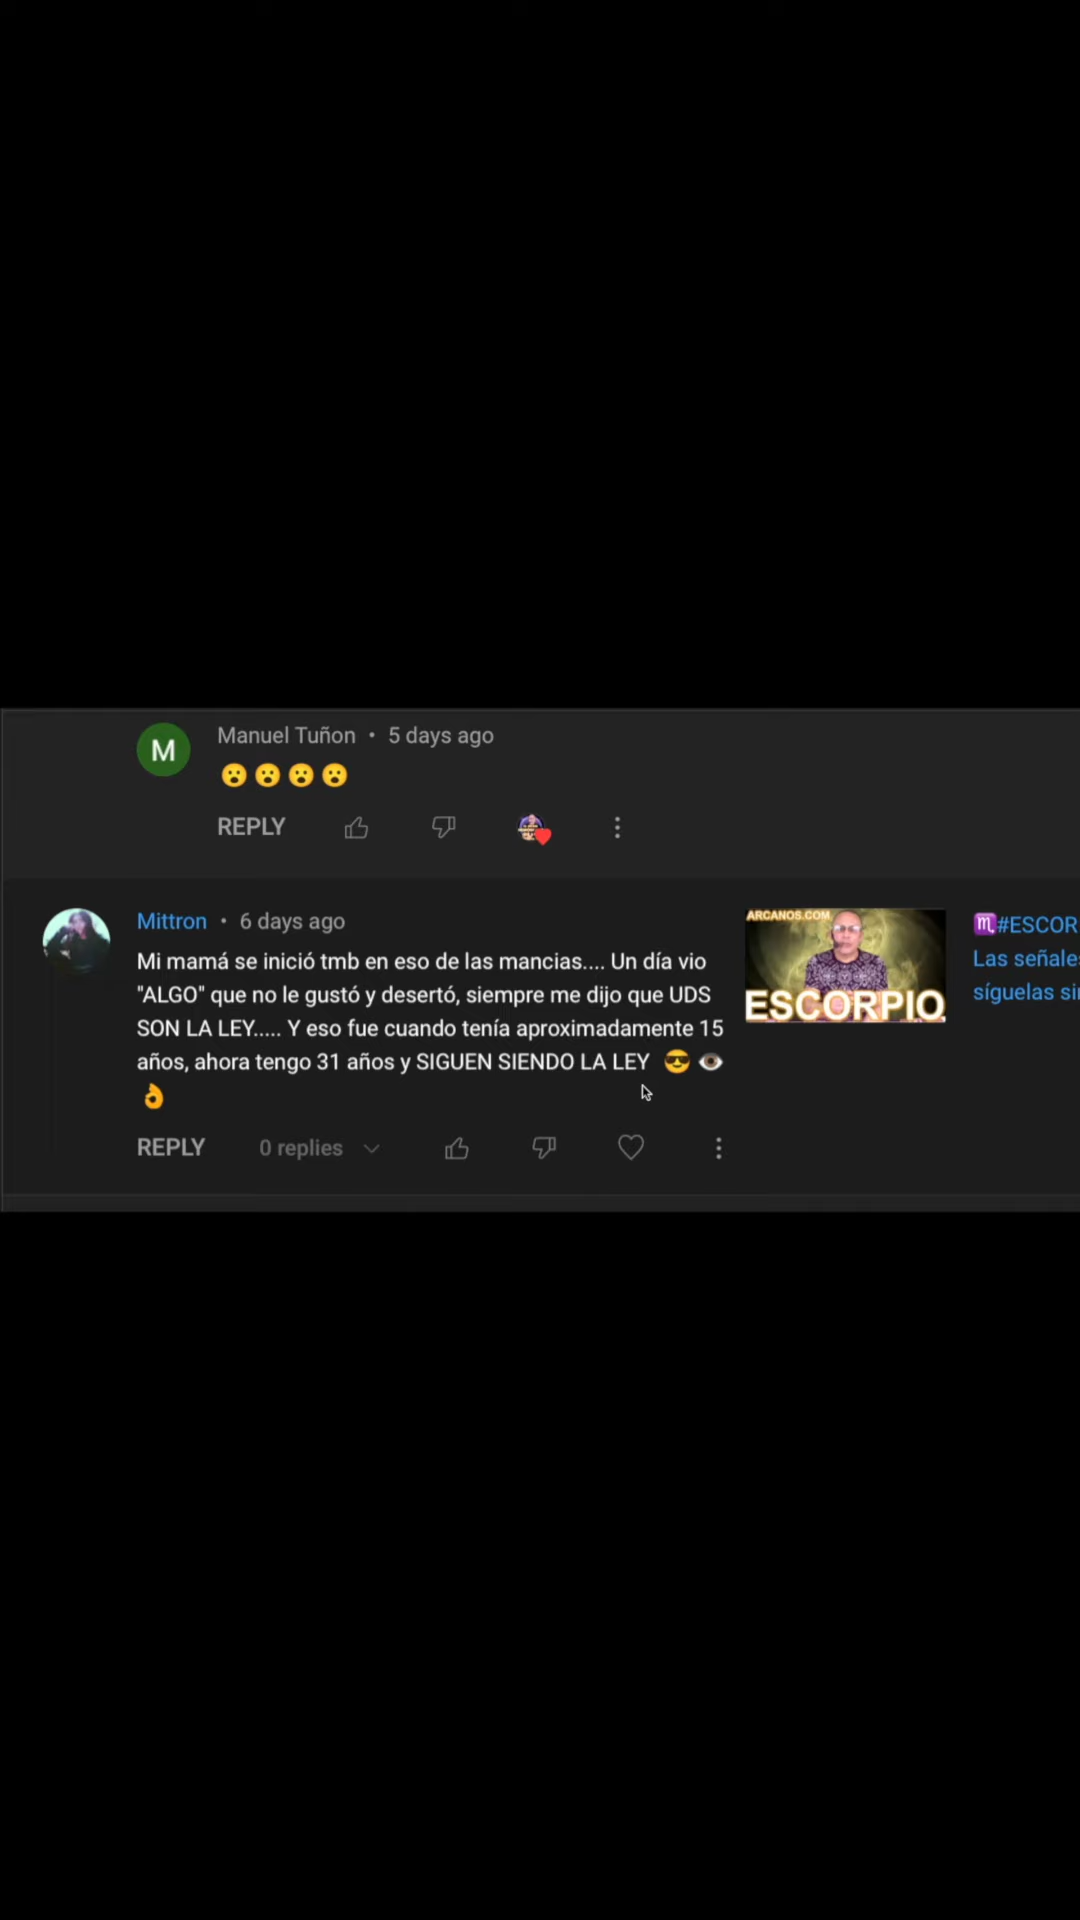 M
Manuel Tuñon • 5 days ago
😮😮😮😮
REPLY
Mittron • 6 days ago
Mi mamá se inició tmb en eso de las mancias.... Un día vio
"ALGO" que no le gustó y desertó, siempre me dijo que UDS
SON LA LEY..... Y eso fue cuando tenía aproximadamente 15
años, ahora tengo 31 años y SIGUEN SIENDO LA LEY 😎👁️
👌
REPLY 0 replies
ARCANOS.COM
ESCORPIO
♏#ESCOR
Las señale
síguelas si